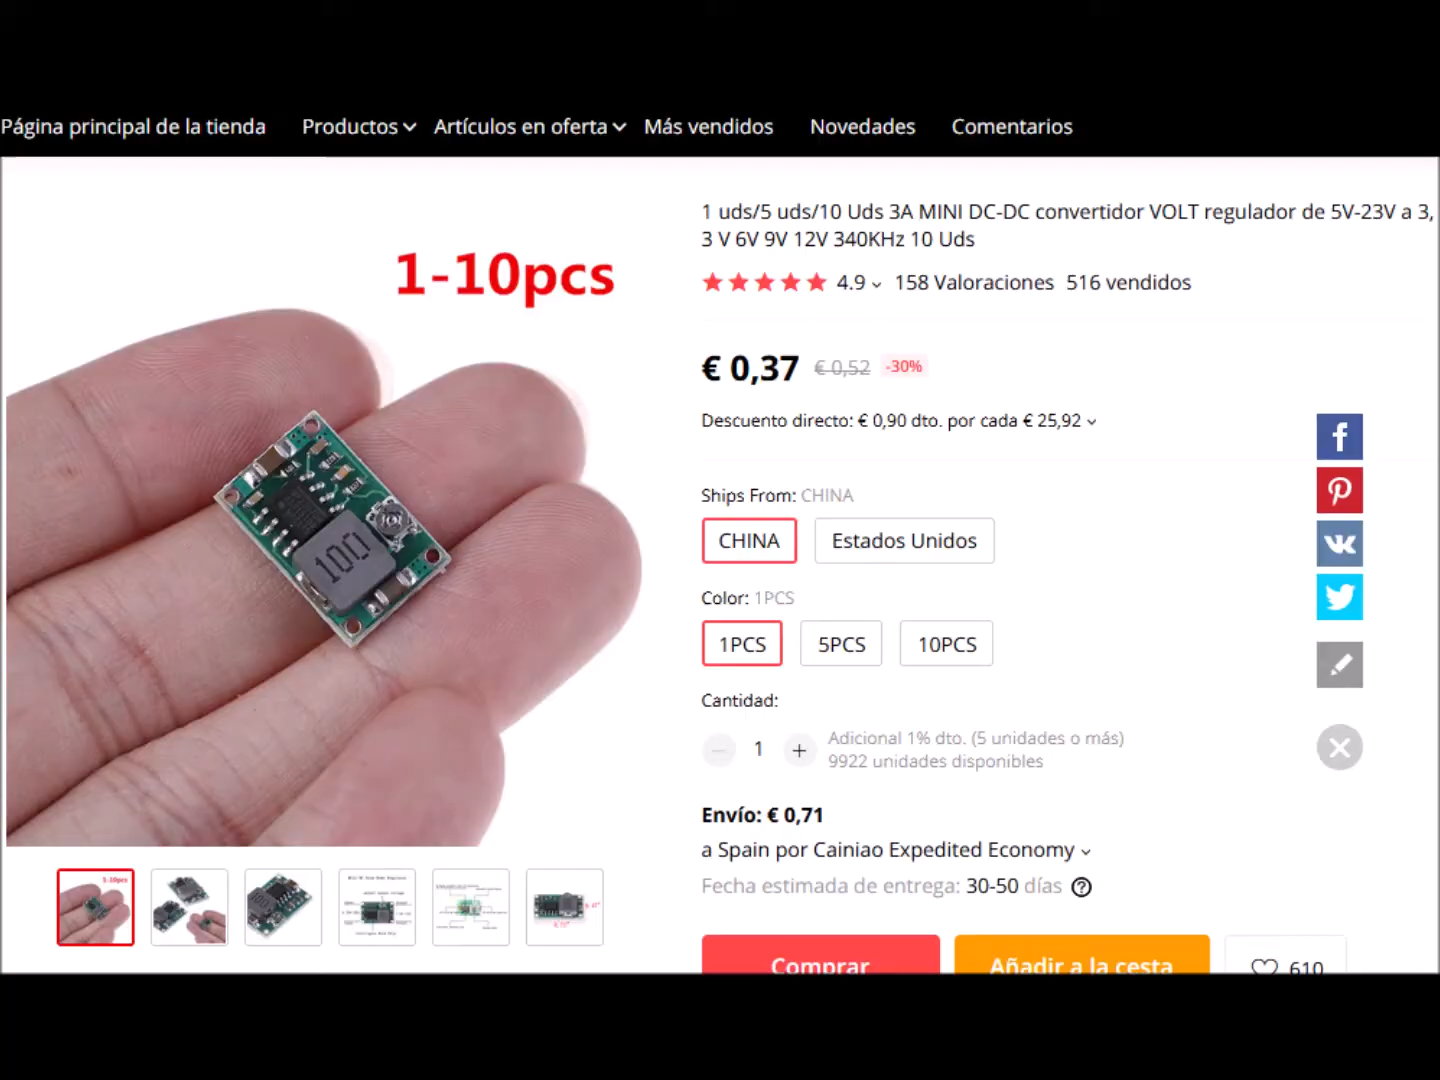 Página principal de la tienda Productos Artículos en oferta Más vendidos Novedades Comentarios
1-10pcs
100
1 uds/5 uds/10 Uds 3A MINI DC-DC convertidor VOLT regulador de 5V-23V a 3,
3 V 6V 9V 12V 340KHz 10 Uds
4.9 158 Valoraciones 516 vendidos
€ 0,37 € 0,52 -30%
Descuento directo: € 0,90 dto. por cada € 25,92
Ships From: CHINA
CHINA Estados Unidos
Color: 1PCS
1PCS 5PCS 10PCS
Cantidad:
1 + Adicional 1% dto. (5 unidades o más)
9922 unidades disponibles
Envío: € 0,71
a Spain por Cainiao Expedited Economy
Fecha estimada de entrega: 30-50 días
Comprar Añadir a la cesta 610
1-10pcs